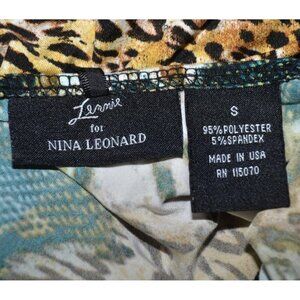 Lennie
for
NINA LEONARD
S
95% POLYESTER
5% SPANDEX
MADE IN USA
RN 115070